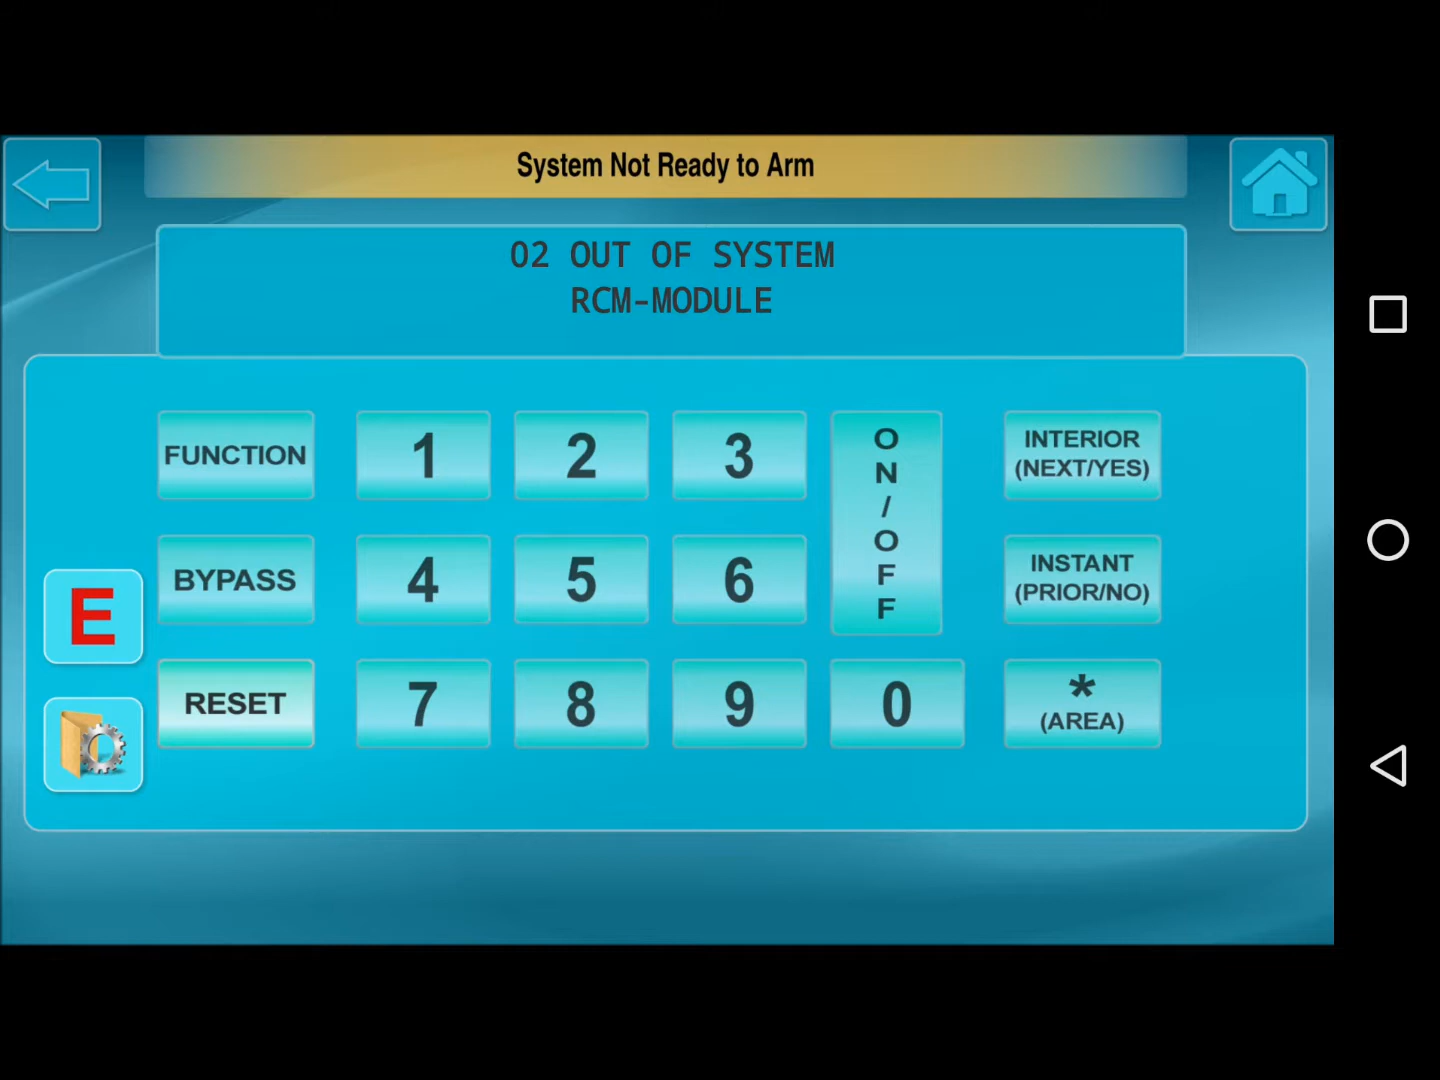 System Not Ready to Arm
02 OUT OF SYSTEM
RCM-MODULE
FUNCTION
1
2
3
ON/OFF
INTERIOR
(NEXT/YES)
BYPASS
4
5
6
INSTANT
(PRIOR/NO)
E
RESET
7
8
9
0
*
(AREA)